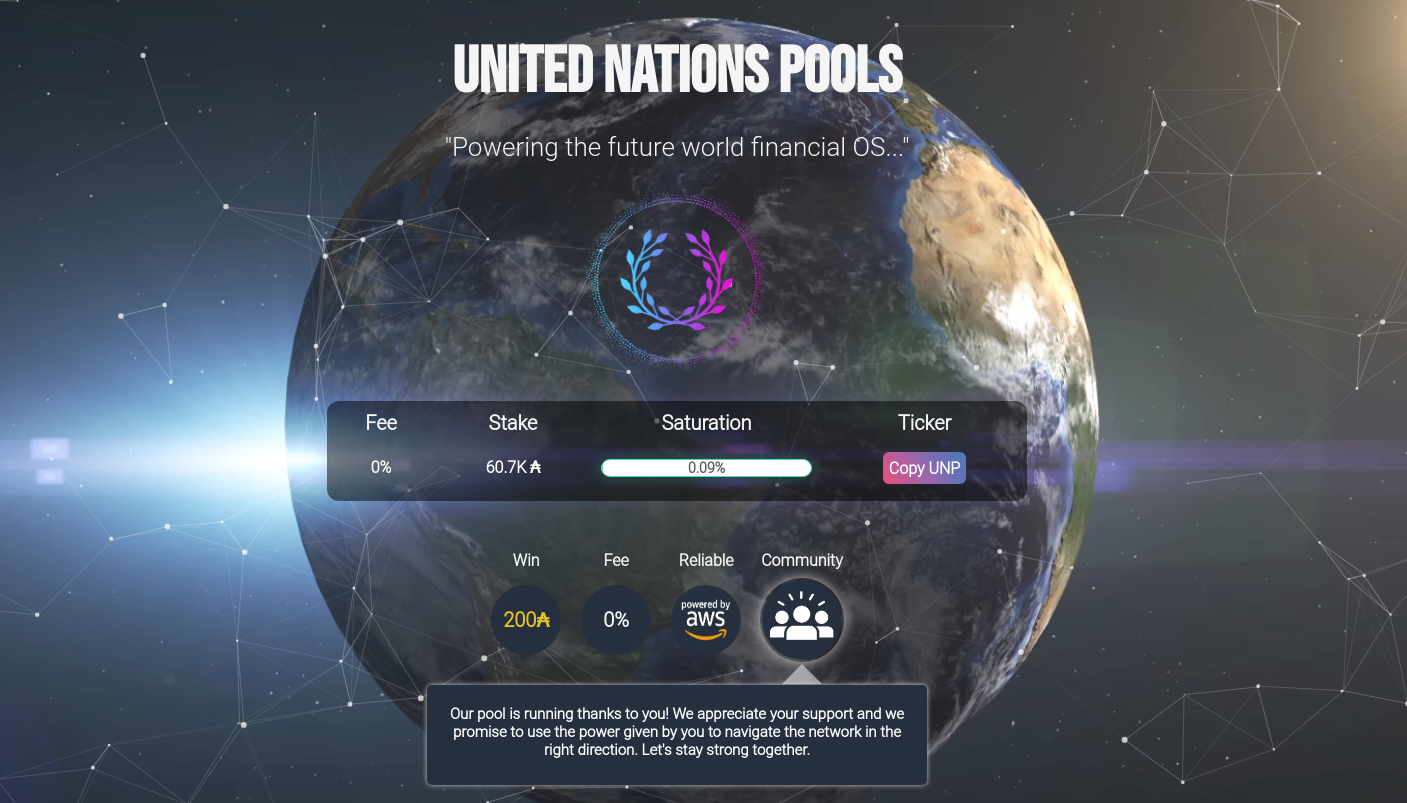 UNITED NATIONS POOLS
"Powering the future world financial OS..."
Fee Stake Saturation Ticker
0% 60.7K ₳ 0.09% Copy UNP
Win Fee Reliable Community
200₳ 0% powered by
aws
Our pool is running thanks to you! We appreciate your support and we
promise to use the power given by you to navigate the network in the
right direction. Let's stay strong together.